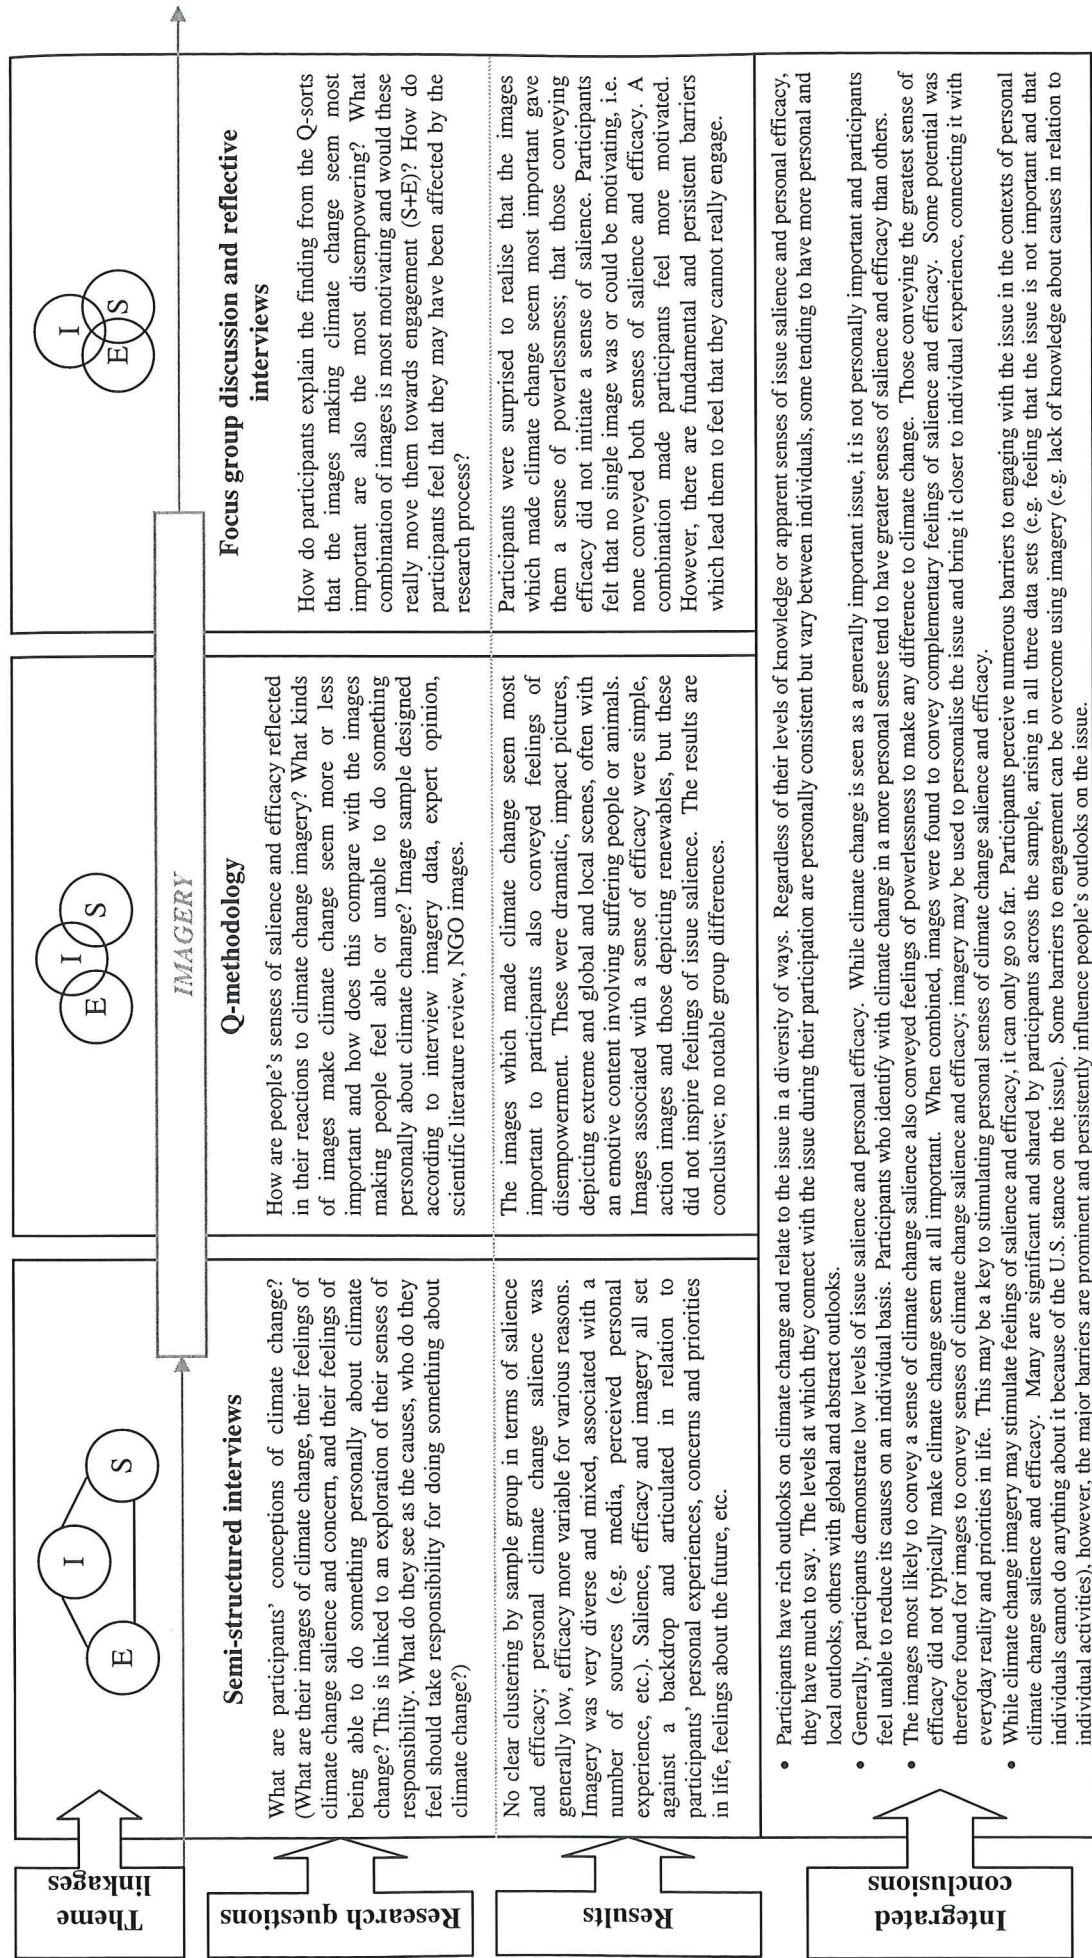 Theme
linkages
E
I
S
E
I
S
E
I
S
IMAGERY
Research questions
Semi-structured interviews
What are participants' conceptions of climate change?
(What are their images of climate change, their feelings of
climate change salience and concern, and their feelings of
being able to do something personally about climate
change? This is linked to an exploration of their senses of
responsibility. What do they see as the causes, who do they
feel should take responsibility for doing something about
climate change?)
Q-methodology
How are people's senses of salience and efficacy reflected
in their reactions to climate change imagery? What kinds
of images make climate change seem more or less
important and how does this compare with the images
making people feel able or unable to do something
personally about climate change? Image sample designed
according to interview imagery data, expert opinion,
scientific literature review, NGO images.
Focus group discussion and reflective
interviews
How do participants explain the finding from the Q-sorts
that the images making climate change seem most
important are also the most disempowering? What
combination of images is most motivating and would these
really move them towards engagement (S+E)? How do
participants feel that they may have been affected by the
research process?
Results
No clear clustering by sample group in terms of salience
and efficacy; personal climate change salience was
generally low, efficacy more variable for various reasons.
Imagery was very diverse and mixed, associated with a
number of sources (e.g. media, perceived personal
experience, etc.). Salience, efficacy and imagery all set
against a backdrop and articulated in relation to
participants' personal experiences, concerns and priorities
in life, feelings about the future, etc.
The images which made climate change seem most
important to participants also conveyed feelings of
disempowerment. These were dramatic, impact pictures,
depicting extreme and global and local scenes, often with
an emotive content involving suffering people or animals.
Images associated with a sense of efficacy were simple,
action images and those depicting renewables, but these
did not inspire feelings of issue salience. The results are
conclusive; no notable group differences.
Participants were surprised to realise that the images
which made climate change seem most important gave
them a sense of powerlessness; that those conveying
efficacy did not initiate a sense of salience. Participants
felt that no single image was or could be motivating, i.e.
none conveyed both senses of salience and efficacy. A
combination made participants feel more motivated.
However, there are fundamental and persistent barriers
which lead them to feel that they cannot really engage.
Integrated
conclusions
• Participants have rich outlooks on climate change and relate to the issue in a diversity of ways. Regardless of their levels of knowledge or apparent senses of issue salience and personal efficacy,
they have much to say. The levels at which they connect with the issue during their participation are personally consistent but vary between individuals, some tending to have more personal and
local outlooks, others with global and abstract outlooks.
• Generally, participants demonstrate low levels of issue salience and personal efficacy. While climate change is seen as a generally important issue, it is not personally important and participants
feel unable to reduce its causes on an individual basis. Participants who identify with climate change in a more personal sense tend to have greater senses of salience and efficacy than others.
• The images most likely to convey a sense of climate change salience also conveyed feelings of powerlessness to make any difference to climate change. Those conveying the greatest sense of
efficacy did not typically make climate change seem at all important. When combined, images were found to convey complementary feelings of salience and efficacy. Some potential was
therefore found for images to convey senses of climate change salience and efficacy; imagery may be used to personalise the issue and bring it closer to individual experience, connecting it with
everyday reality and priorities in life. This may be a key to stimulating personal senses of climate change salience and efficacy.
• While climate change imagery may stimulate feelings of salience and efficacy, it can only go so far. Participants perceive numerous barriers to engaging with the issue in the contexts of personal
climate change salience and efficacy. Many are significant and shared by participants across the sample, arising in all three data sets (e.g. feeling that the issue is not important and that
individuals cannot do anything about it because of the U.S. stance on the issue). Some barriers to engagement can be overcome using imagery (e.g. lack of knowledge about causes in relation to
individual activities), however, the major barriers are prominent and persistently influence people's outlooks on the issue.